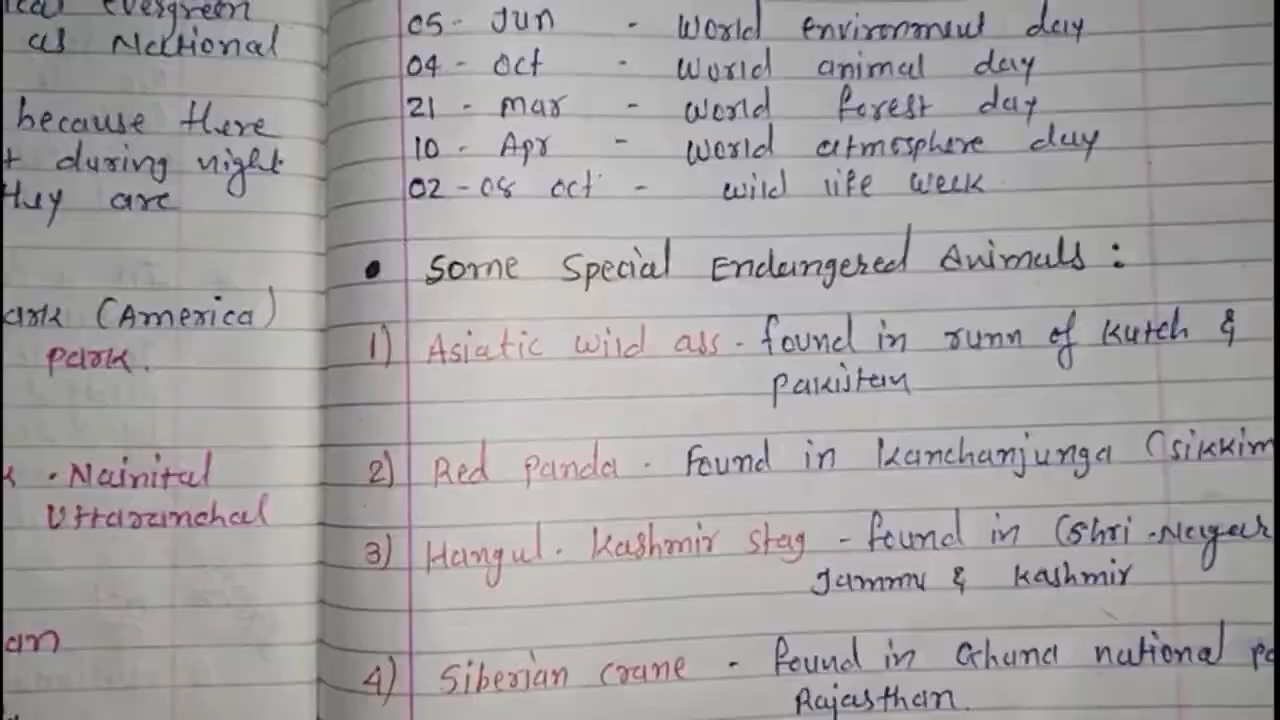 evergreen
as National
because there
during night
they are
(America)
park.
. Nainital
Uttaranchal
05 - Jun - World environment day
04 - Oct - World animal day
21 - Mar - World forest day
10 - Apr - World atmosphere day
02 - 08 Oct - wild life week
• Some Special Endangered Animals :
1) Asiatic wild ass - found in runn of kutch &
Pakistan
2) Red panda - found in kanchanjunga (sikkim
3) Hangul - Kashmir stag - found in (Shri - Nagar
Jammu & Kashmir
4) Siberian crane - found in Ghana national
Rajasthan.